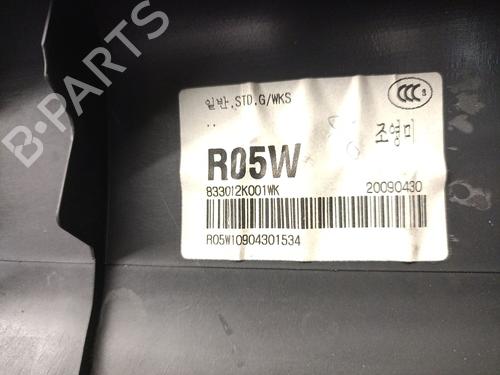 B-PARTS
일반.STD.G/WKS
..
CCC S
조영미
R05W
833012K001WK 20090430
R05W10904301534